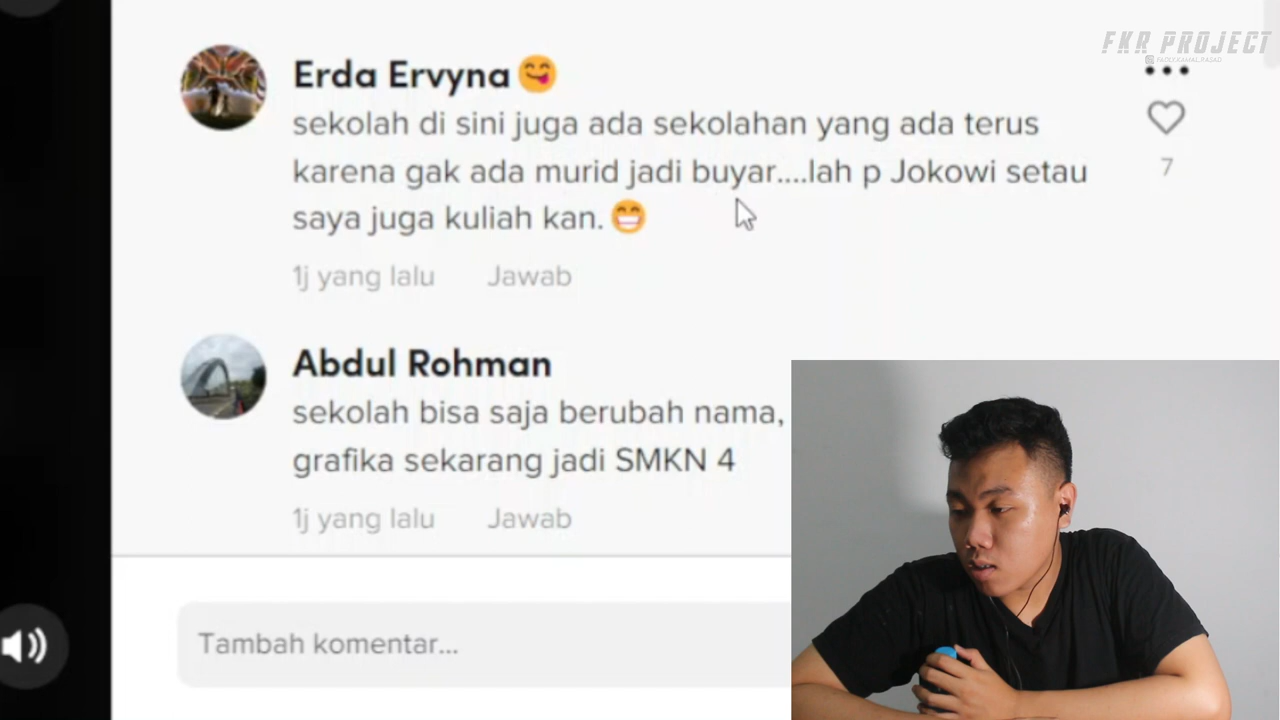 FKR PROJECT
Erda Ervyna😋
sekolah di sini juga ada sekolahan yang ada terus
karena gak ada murid jadi buyar....lah p Jokowi setau
saya juga kuliah kan.😁
7
1j yang lalu Jawab
Abdul Rohman
sekolah bisa saja berubah nama,
grafika sekarang jadi SMKN 4
1j yang lalu Jawab
Tambah komentar...